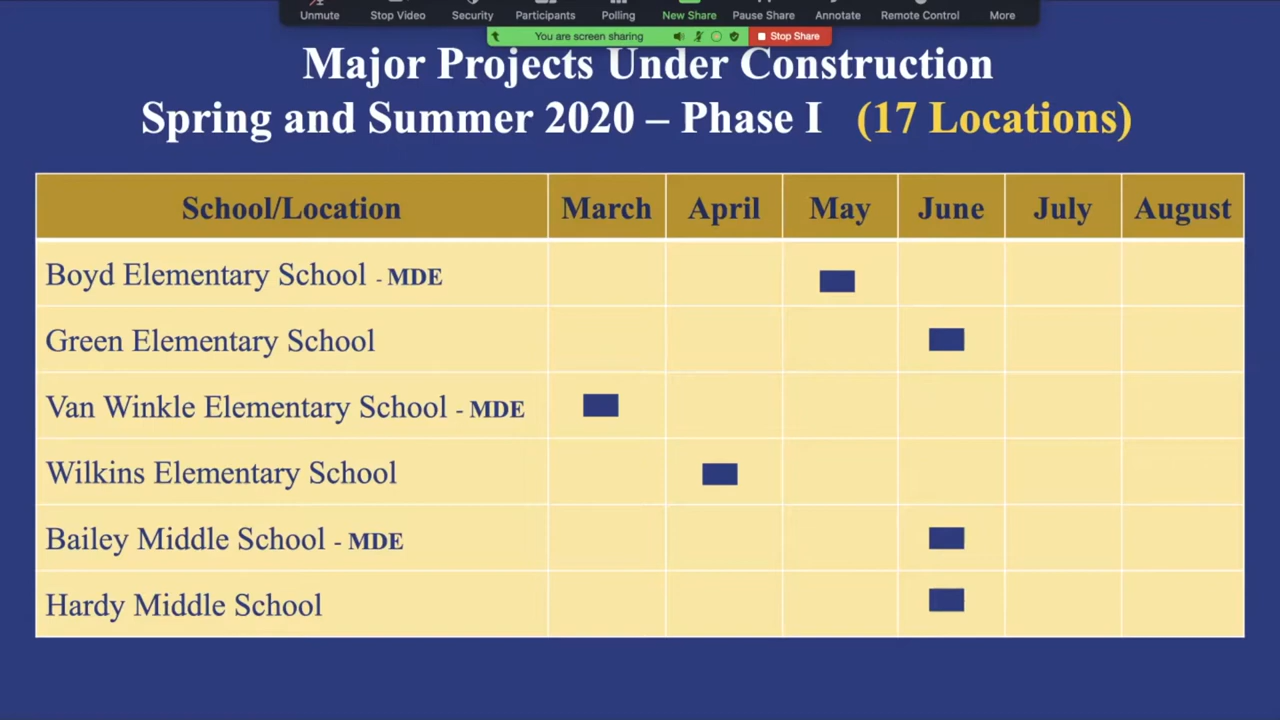 Unmute Stop Video Security Participants Polling New Share Pause Share Annotate Remote Control More
You are screen sharing Stop Share
Major Projects Under Construction
Spring and Summer 2020 – Phase I (17 Locations)
School/Location March April May June July August
Boyd Elementary School - MDE
Green Elementary School
Van Winkle Elementary School - MDE
Wilkins Elementary School
Bailey Middle School - MDE
Hardy Middle School